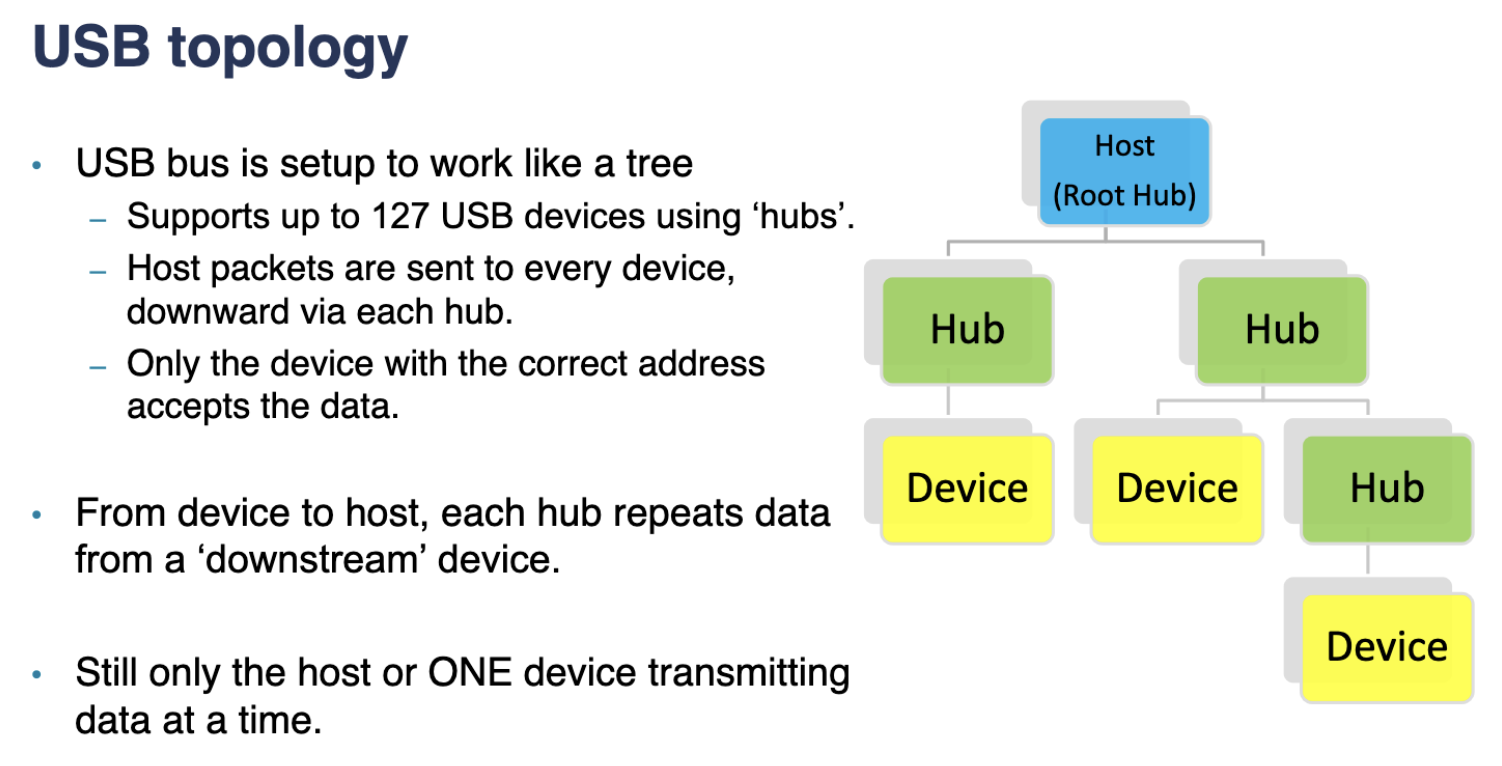 USB topology
• USB bus is setup to work like a tree
– Supports up to 127 USB devices using ‘hubs’.
– Host packets are sent to every device,
downward via each hub.
– Only the device with the correct address
accepts the data.
• From device to host, each hub repeats data
from a ‘downstream’ device.
• Still only the host or ONE device transmitting
data at a time.
Host
(Root Hub)
Hub
Hub
Device
Device
Hub
Device